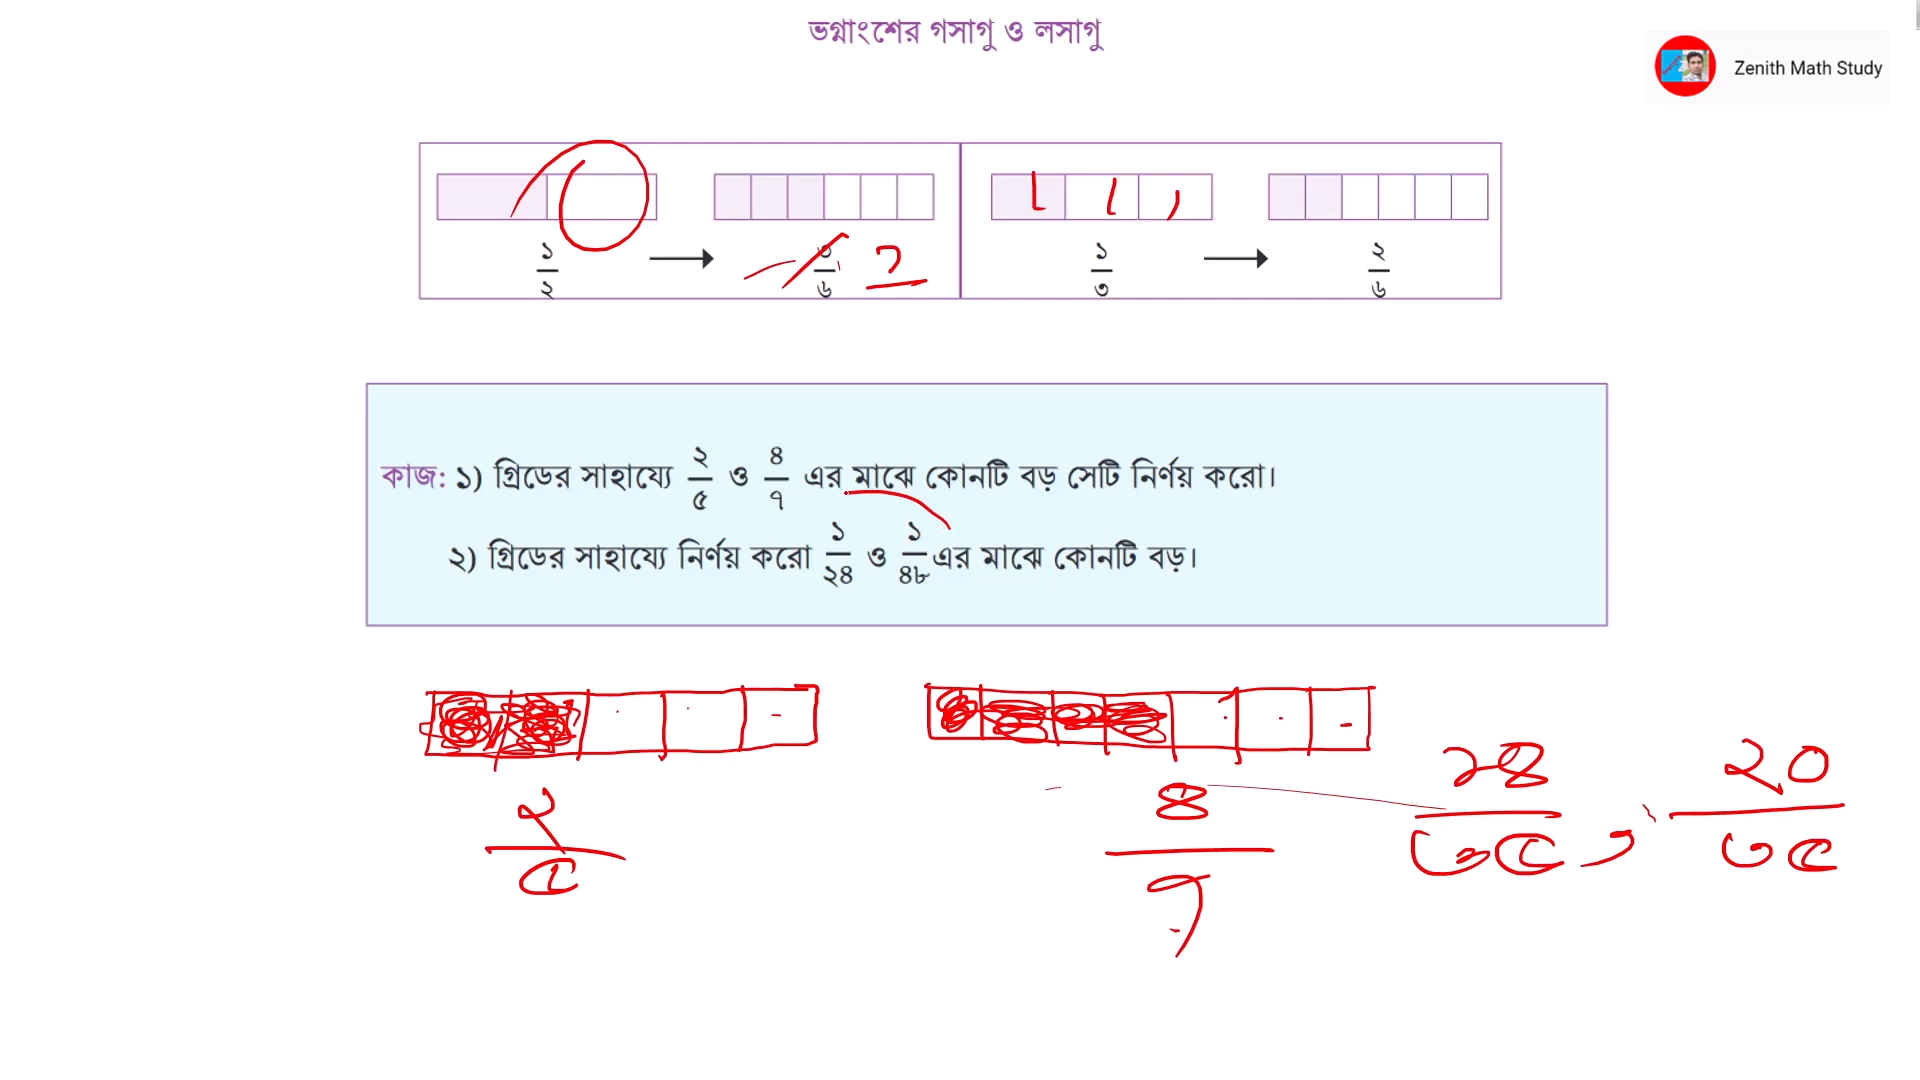 ভগ্নাংশের গসাগু ও লসাগু
Zenith Math Study
১/২ → ৩/৬ ২
১/৩ → ২/৬
কাজ: ১) গ্রিডের সাহায্যে ২/৫ ও ৪/৭ এর মাঝে কোনটি বড় সেটি নির্ণয় করো।
২) গ্রিডের সাহায্যে নির্ণয় করো ১/২৪ ও ১/৪৮ এর মাঝে কোনটি বড়।
২/৫ ৪/৭ ২৪/৩৫ , ২০/৩৫